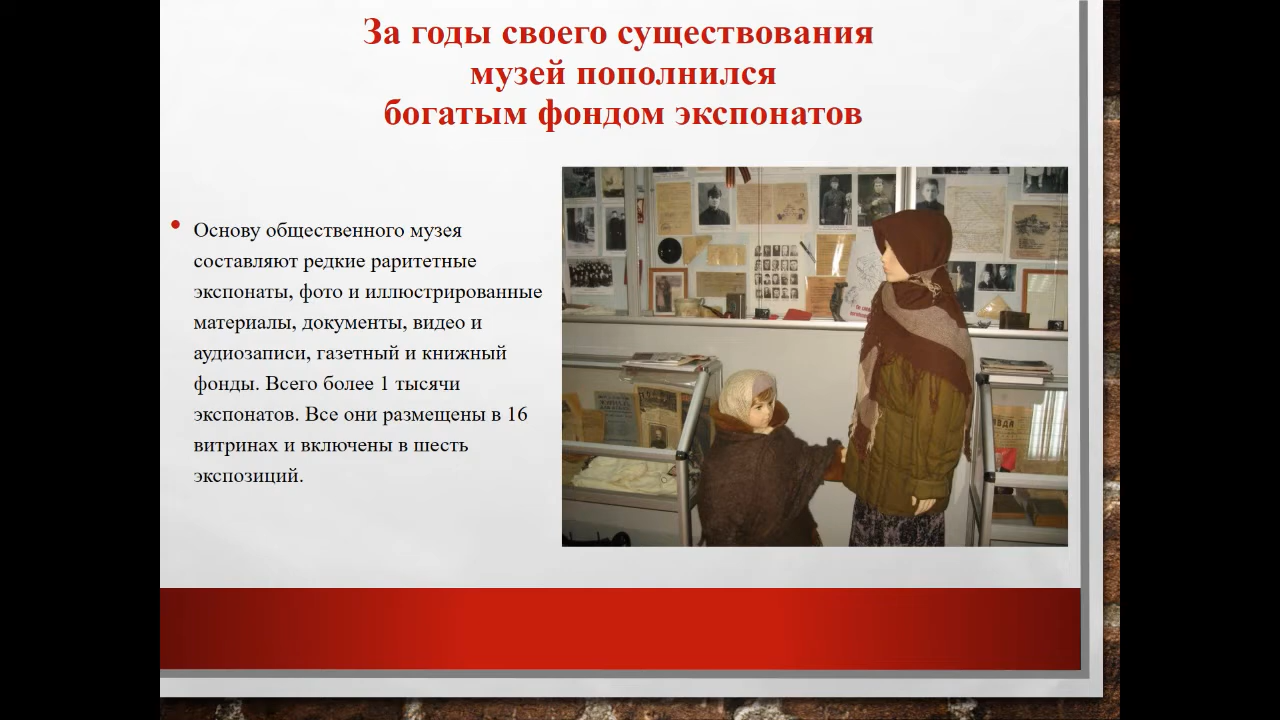 За годы своего существования
музей пополнился
богатым фондом экспонатов
Основу общественного музея
составляют редкие раритетные
экспонаты, фото и иллюстрированные
материалы, документы, видео и
аудиозаписи, газетный и книжный
фонды. Всего более 1 тысячи
экспонатов. Все они размещены в 16
витринах и включены в шесть
экспозиций.